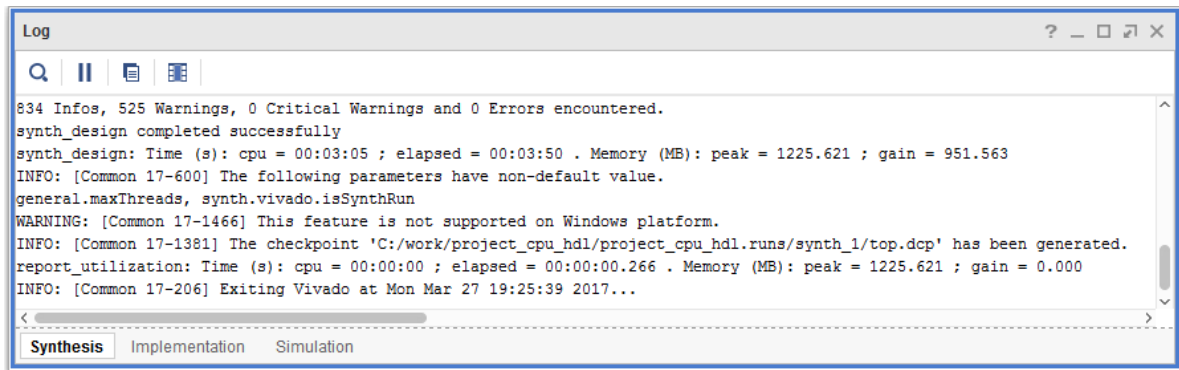 Log
834 Infos, 525 Warnings, 0 Critical Warnings and 0 Errors encountered.
synth_design completed successfully
synth_design: Time (s): cpu = 00:03:05 ; elapsed = 00:03:50 . Memory (MB): peak = 1225.621 ; gain = 951.563
INFO: [Common 17-600] The following parameters have non-default value.
general.maxThreads, synth.vivado.isSynthRun
WARNING: [Common 17-1466] This feature is not supported on Windows platform.
INFO: [Common 17-1381] The checkpoint 'C:/work/project_cpu_hdl/project_cpu_hdl.runs/synth_1/top.dcp' has been generated.
report_utilization: Time (s): cpu = 00:00:00 ; elapsed = 00:00:00.266 . Memory (MB): peak = 1225.621 ; gain = 0.000
INFO: [Common 17-206] Exiting Vivado at Mon Mar 27 19:25:39 2017...
Synthesis Implementation Simulation